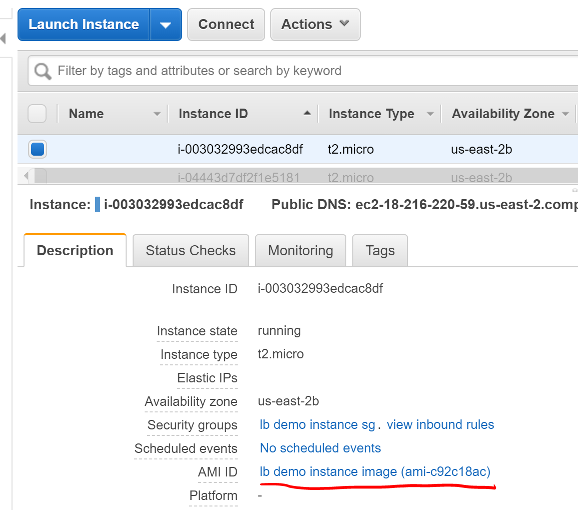 Launch Instance Connect Actions
Filter by tags and attributes or search by keyword
Name Instance ID Instance Type Availability Zone
i-003032993edcac8df t2.micro us-east-2b
i-04443d7df2f1e5181 t2.micro us-east-2b
Instance: i-003032993edcac8df Public DNS: ec2-18-216-220-59.us-east-2.comp
Description Status Checks Monitoring Tags
Instance ID i-003032993edcac8df
Instance state running
Instance type t2.micro
Elastic IPs
Availability zone us-east-2b
Security groups lb demo instance sg. view inbound rules
Scheduled events No scheduled events
AMI ID lb demo instance image (ami-c92c18ac)
Platform -